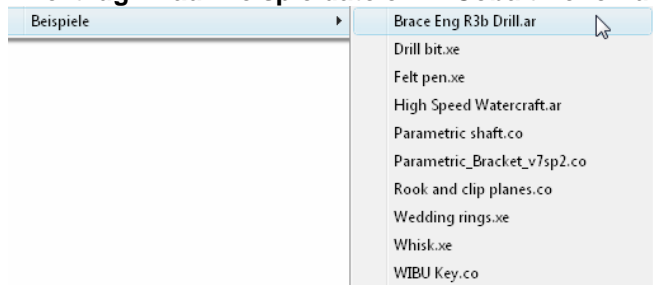 Beispiele
Brace Eng R3b Drill.ar
Drill bit.xe
Felt pen.xe
High Speed Watercraft.ar
Parametric shaft.co
Parametric_Bracket_v7sp2.co
Rook and clip planes.co
Wedding rings.xe
Whisk.xe
WIBU Key.co